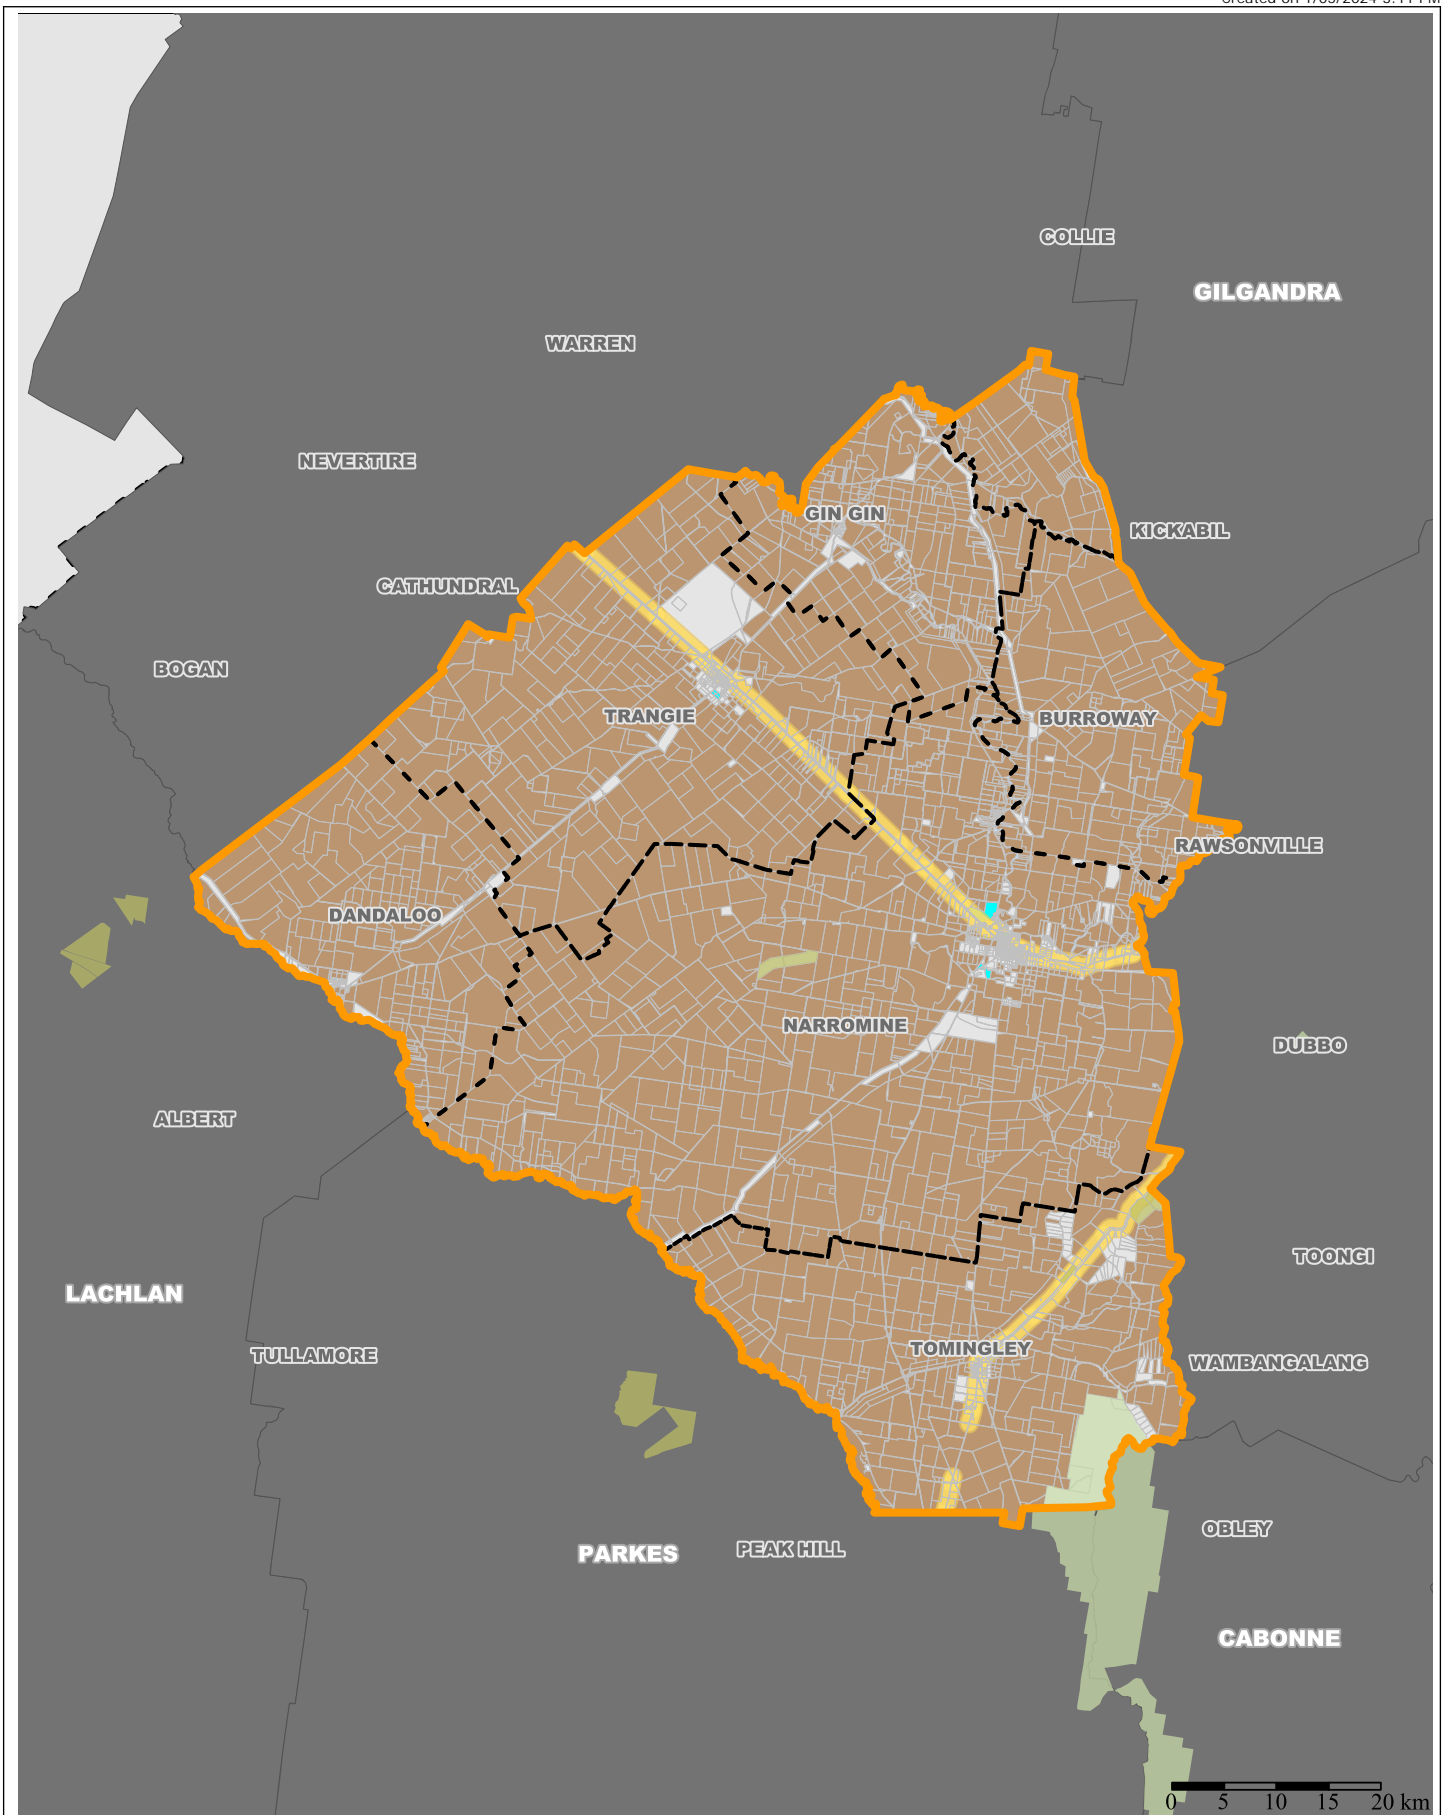 COLLIE
GILGANDRA
WARREN
NEVERTIRE
GIN GIN
KICKABIL
CATHUNDRAL
BOGAN
TRANGIE
BURROWAY
RAWSONVILLE
DANDALOO
NARROMINE
DUBBO
ALBERT
TOONGI
LACHLAN
TOMINGLEY
TULLAMORE
WAMBANGALANG
OBLEY
PARKES
PEAK HILL
CABONNE
0 5 10 15 20 km